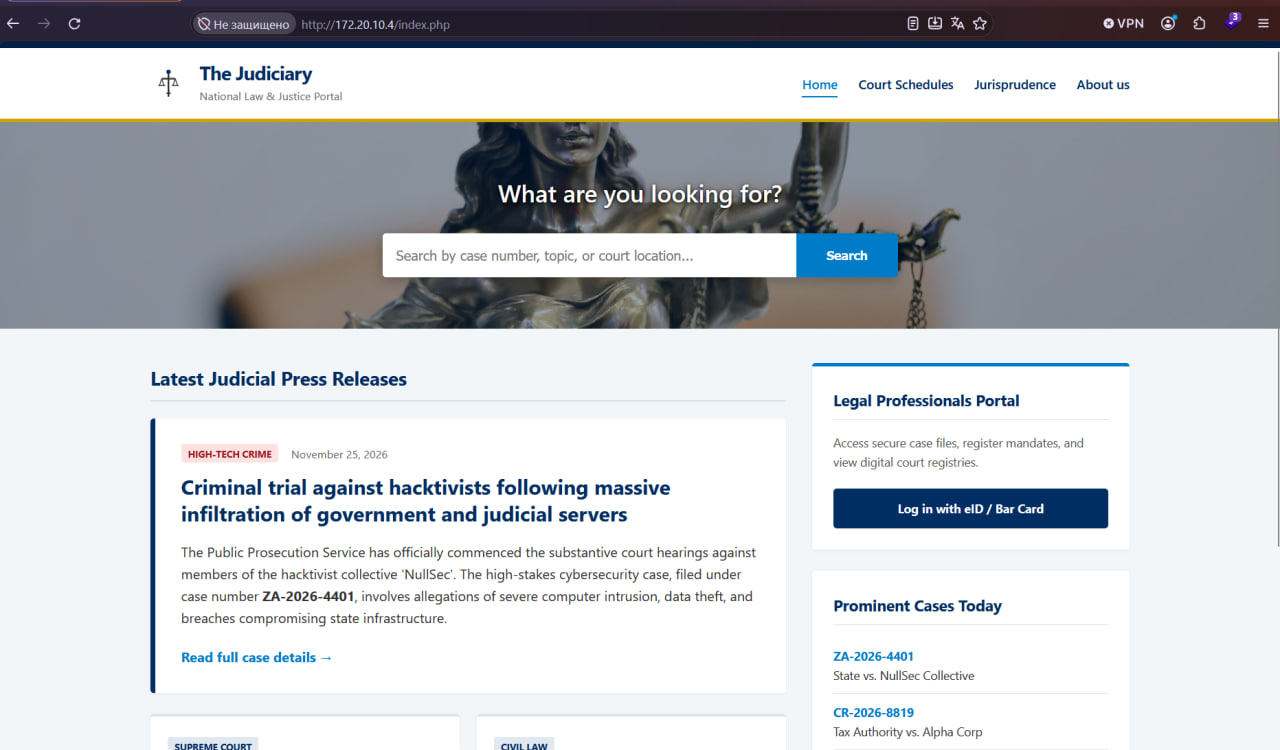 Не защищено
http://172.20.10.4/index.php
VPN
3
The Judiciary
National Law & Justice Portal
Home
Court Schedules
Jurisprudence
About us
What are you looking for?
Search by case number, topic, or court location...
Search
Latest Judicial Press Releases
HIGH-TECH CRIME
November 25, 2026
Criminal trial against hacktivists following massive
infiltration of government and judicial servers
The Public Prosecution Service has officially commenced the substantive court hearings against
members of the hacktivist collective 'NullSec'. The high-stakes cybersecurity case, filed under
case number ZA-2026-4401, involves allegations of severe computer intrusion, data theft, and
breaches compromising state infrastructure.
Read full case details →
SUPREME COURT
CIVIL LAW
Legal Professionals Portal
Access secure case files, register mandates, and
view digital court registries.
Log in with eID / Bar Card
Prominent Cases Today
ZA-2026-4401
State vs. NullSec Collective
CR-2026-8819
Tax Authority vs. Alpha Corp